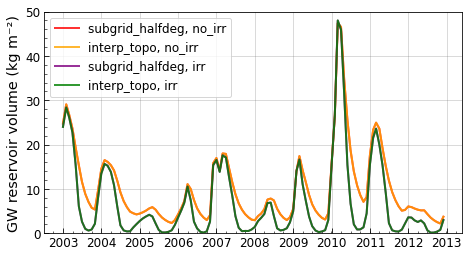 GW reservoir volume (kg m⁻²)
50
40
30
20
10
0
subgrid_halfdeg, no_irr
interp_topo, no_irr
subgrid_halfdeg, irr
interp_topo, irr
2003 2004 2005 2006 2007 2008 2009 2010 2011 2012 2013